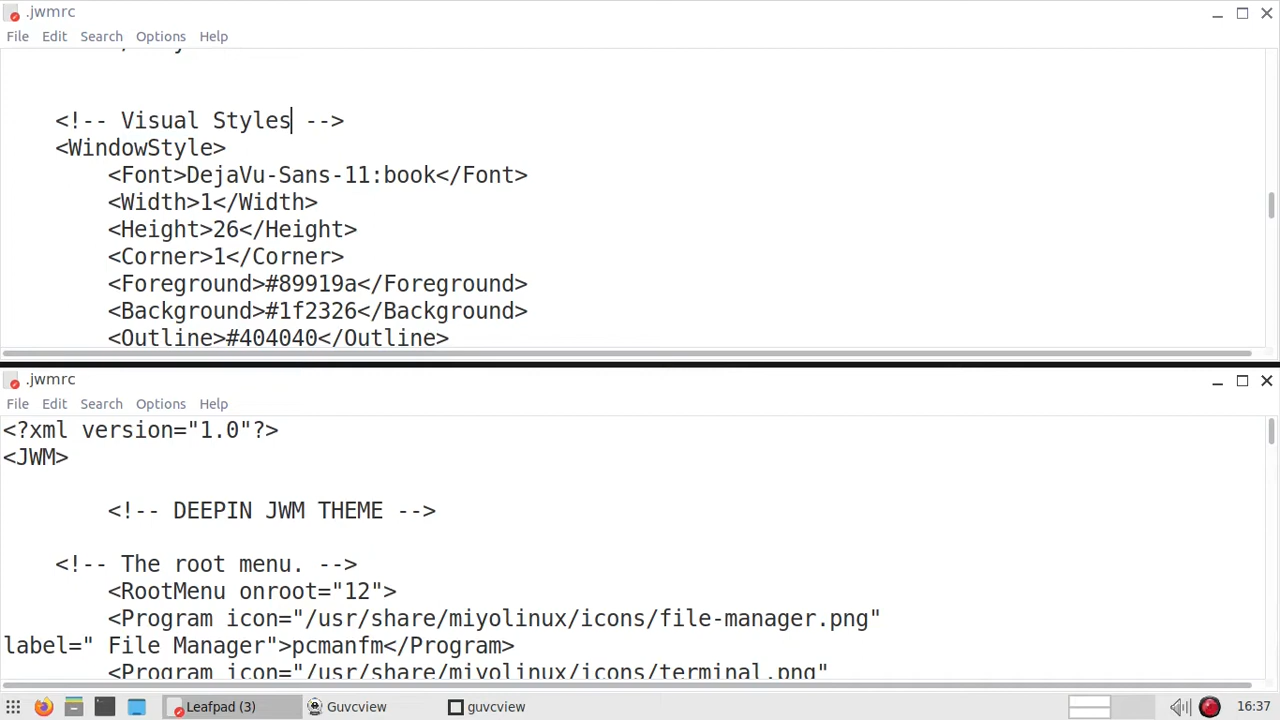 .jwmrc
File Edit Search Options Help
<!-- Visual Styles -->
<WindowStyle>
<Font>DejaVu-Sans-11:book</Font>
<Width>1</Width>
<Height>26</Height>
<Corner>1</Corner>
<Foreground>#89919a</Foreground>
<Background>#1f2326</Background>
<Outline>#404040</Outline>
.jwmrc
File Edit Search Options Help
<?xml version="1.0"?>
<JWM>
<!-- DEEPIN JWM THEME -->
<!-- The root menu. -->
<RootMenu onroot="12">
<Program icon="/usr/share/miyolinux/icons/file-manager.png"
label=" File Manager">pcmanfm</Program>
<Program icon="/usr/share/miyolinux/icons/terminal.png"
Leafpad (3) Guvcview guvcview 16:37